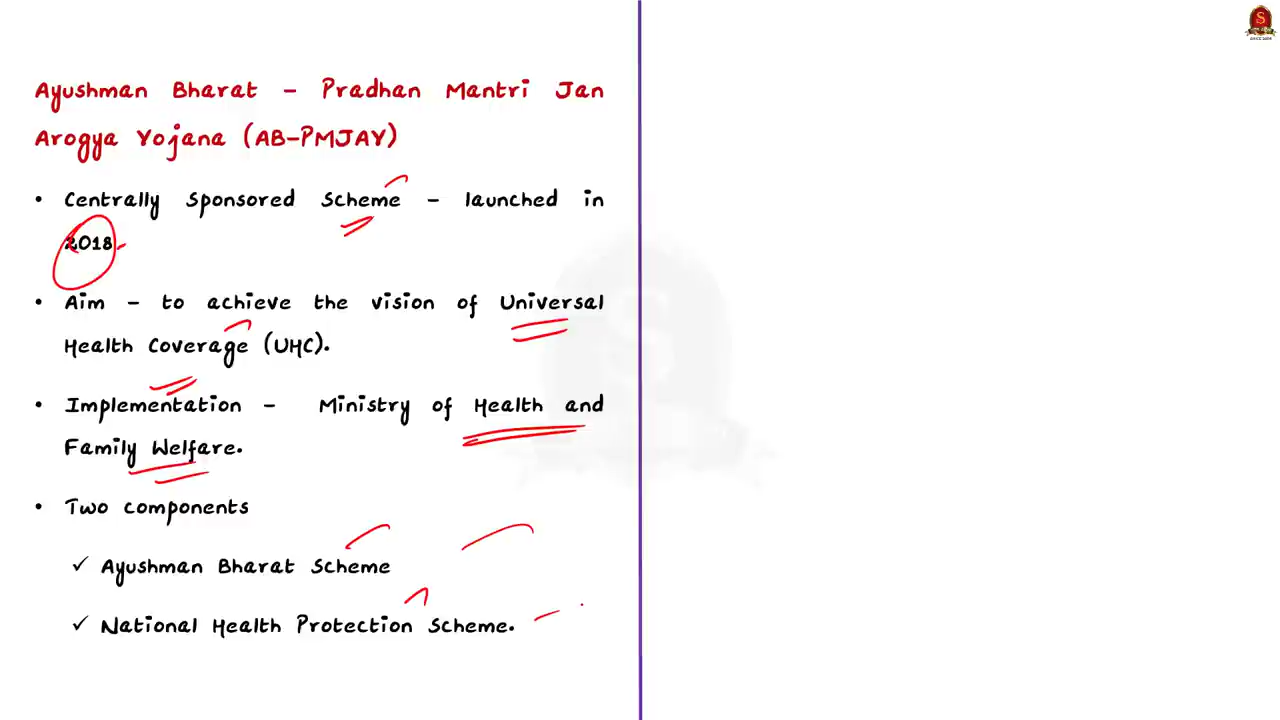 Ayushman Bharat – Pradhan Mantri Jan
Arogya Yojana (AB-PMJAY)
• Centrally Sponsored Scheme – launched in
2018
• Aim – to achieve the vision of Universal
Health Coverage (UHC).
• Implementation – Ministry of Health and
Family Welfare.
• Two components
✓ Ayushman Bharat Scheme
✓ National Health Protection Scheme.